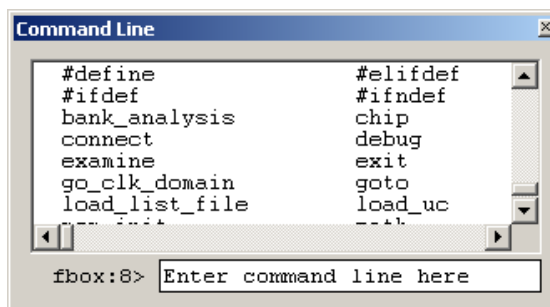 Command Line
#define #elifdef
#ifdef #ifndef
bank_analysis chip
connect debug
examine exit
go_clk_domain goto
load_list_file load_uc
fbox:8> Enter command line here